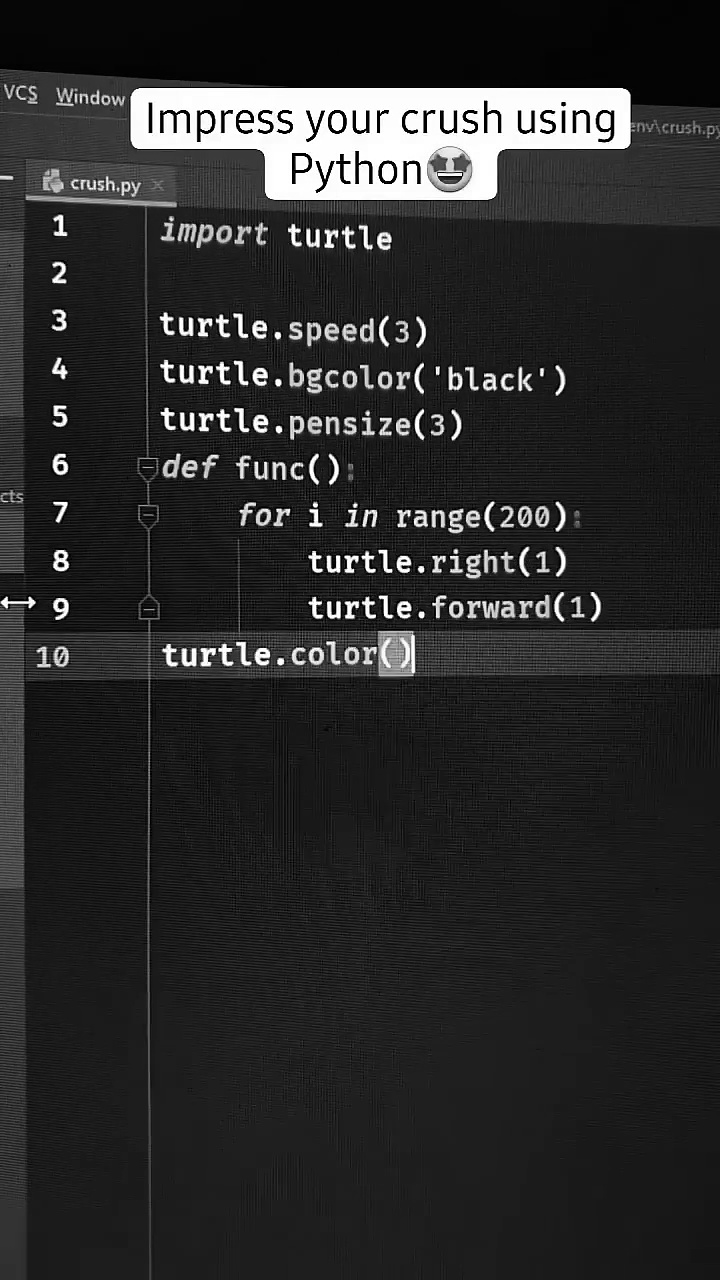 VCS Window
Impress your crush using
Python🤩
env\crush.py
crush.py
1 import turtle
2
3 turtle.speed(3)
4 turtle.bgcolor('black')
5 turtle.pensize(3)
6 def func():
cts
7 for i in range(200):
8 turtle.right(1)
9 turtle.forward(1)
10 turtle.color()